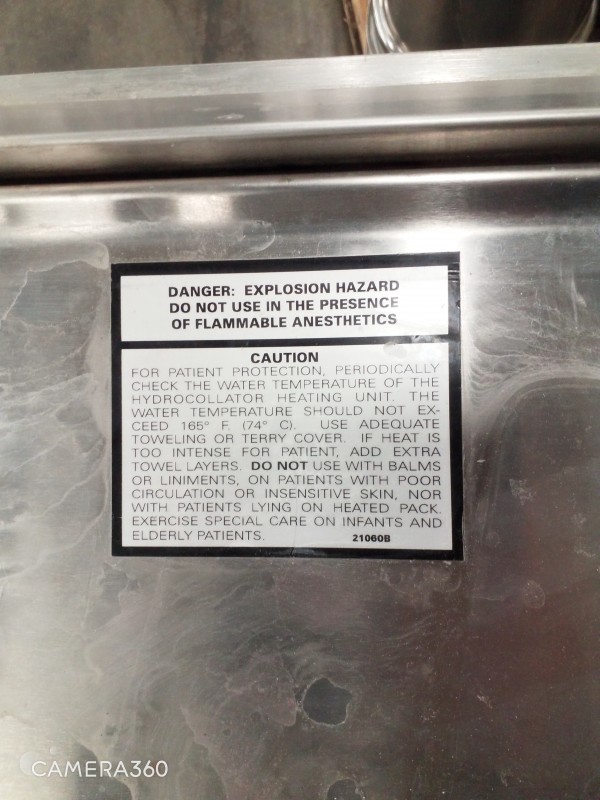 DANGER: EXPLOSION HAZARD
DO NOT USE IN THE PRESENCE
OF FLAMMABLE ANESTHETICS
CAUTION
FOR PATIENT PROTECTION, PERIODICALLY
CHECK THE WATER TEMPERATURE OF THE
HYDROCOLLATOR HEATING UNIT. THE
WATER TEMPERATURE SHOULD NOT EX-
CEED 165° F. (74° C). USE ADEQUATE
TOWELING OR TERRY COVER. IF HEAT IS
TOO INTENSE FOR PATIENT, ADD EXTRA
TOWEL LAYERS. DO NOT USE WITH BALMS
OR LINIMENTS, ON PATIENTS WITH POOR
CIRCULATION OR INSENSITIVE SKIN, NOR
WITH PATIENTS LYING ON HEATED PACK.
EXERCISE SPECIAL CARE ON INFANTS AND
ELDERLY PATIENTS. 21060B
CAMERA360